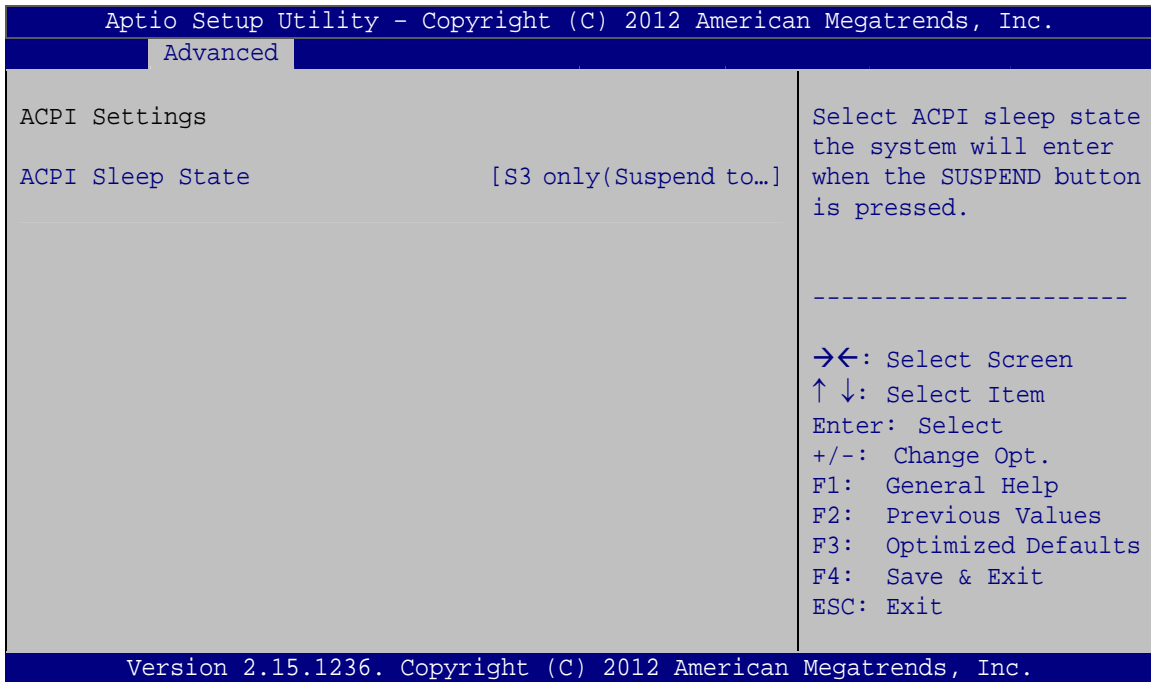 Aptio Setup Utility – Copyright (C) 2012 American Megatrends, Inc.
Advanced
ACPI Settings
ACPI Sleep State [S3 only(Suspend to…]
Select ACPI sleep state
the system will enter
when the SUSPEND button
is pressed.
----------------------
→←: Select Screen
↑ ↓: Select Item
Enter: Select
+/-: Change Opt.
F1: General Help
F2: Previous Values
F3: Optimized Defaults
F4: Save & Exit
ESC: Exit
Version 2.15.1236. Copyright (C) 2012 American Megatrends, Inc.